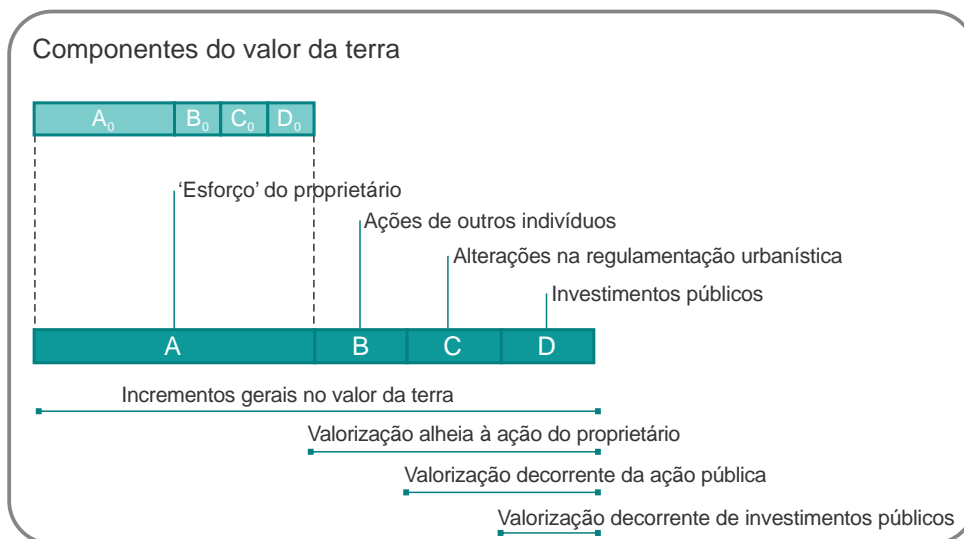 Componentes do valor da terra
A₀ B₀ C₀ D₀
‘Esforço’ do proprietário
Ações de outros indivíduos
Alterações na regulamentação urbanística
Investimentos públicos
A B C D
Incrementos gerais no valor da terra
Valorização alheia à ação do proprietário
Valorização decorrente da ação pública
Valorização decorrente de investimentos públicos